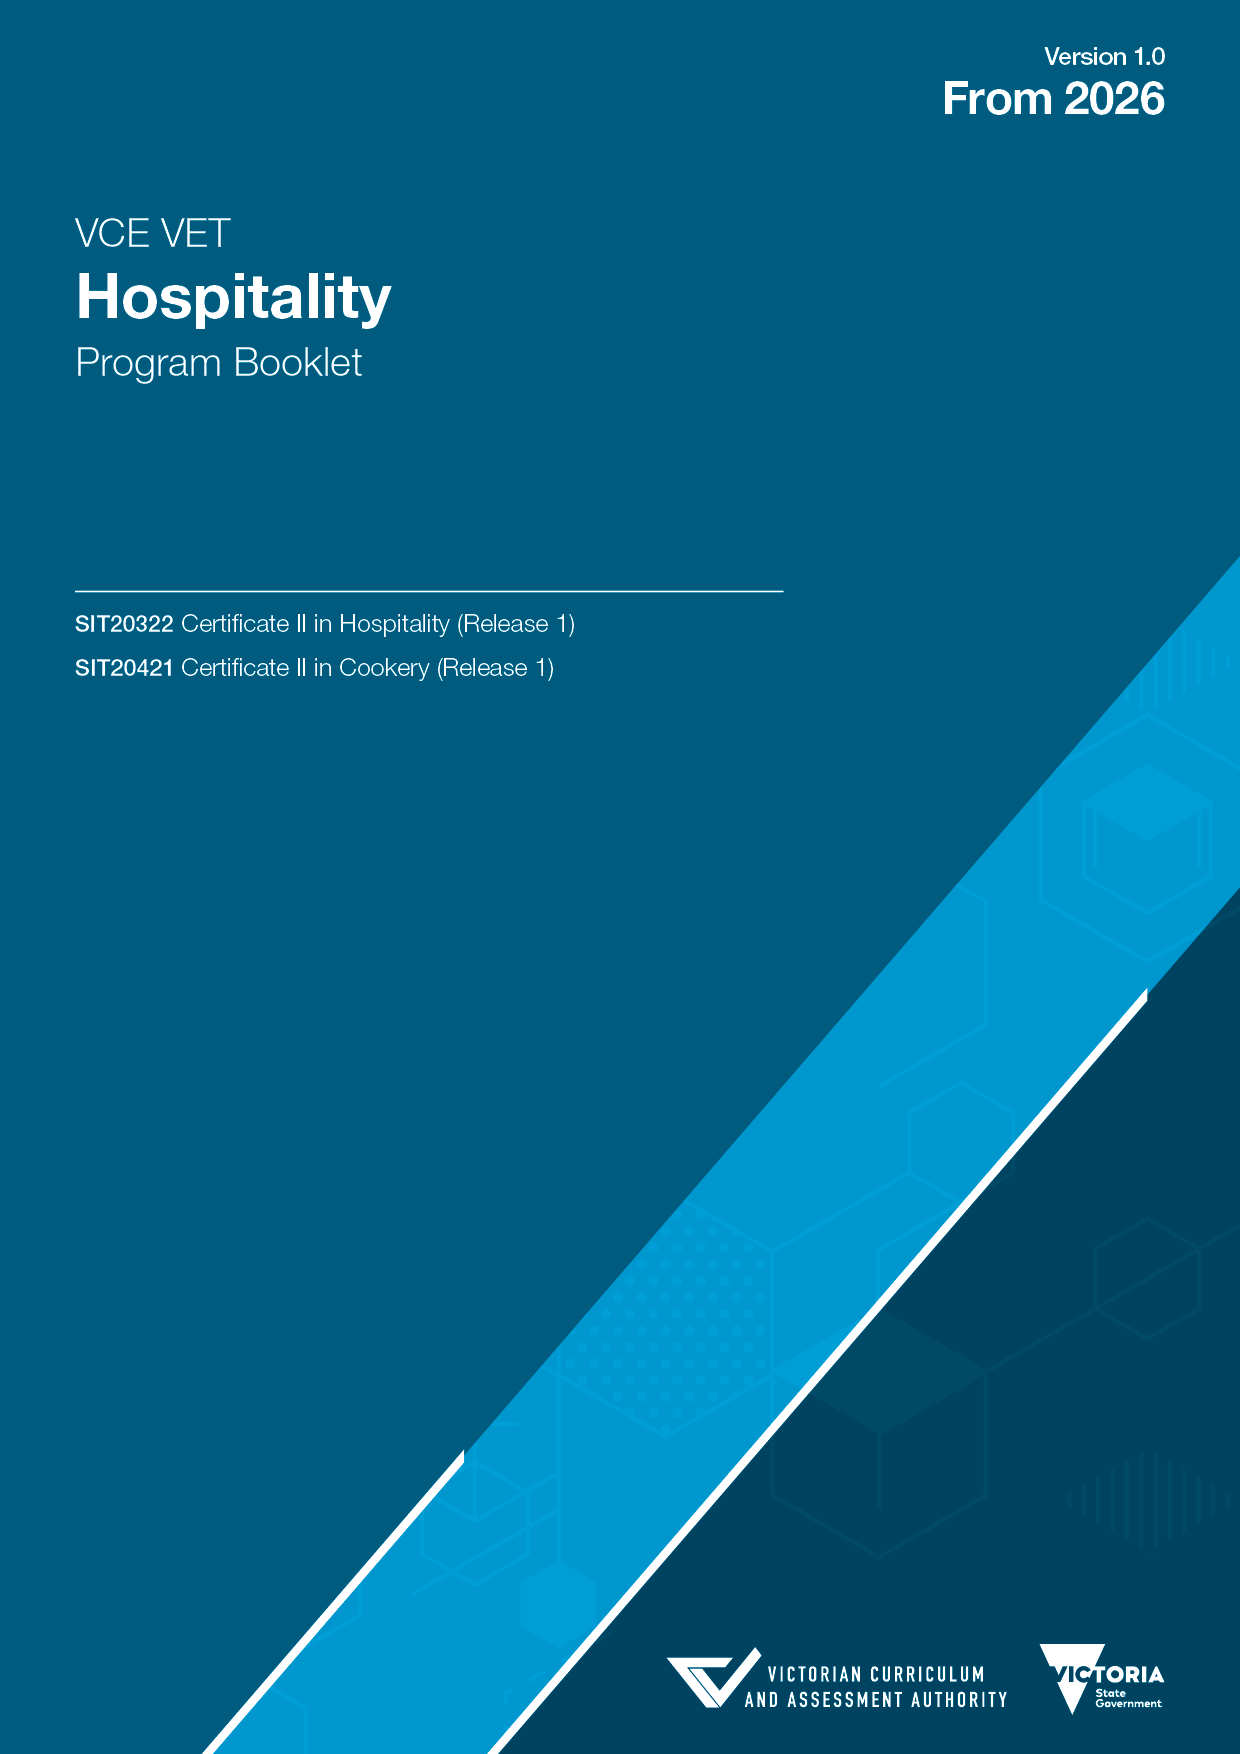 Version 1.0
From 2026
VCE VET
Hospitality
Program Booklet
SIT20322 Certificate II in Hospitality (Release 1)
SIT20421 Certificate II in Cookery (Release 1)
VICTORIAN CURRICULUM
AND ASSESSMENT AUTHORITY
VICTORIA
State
Government